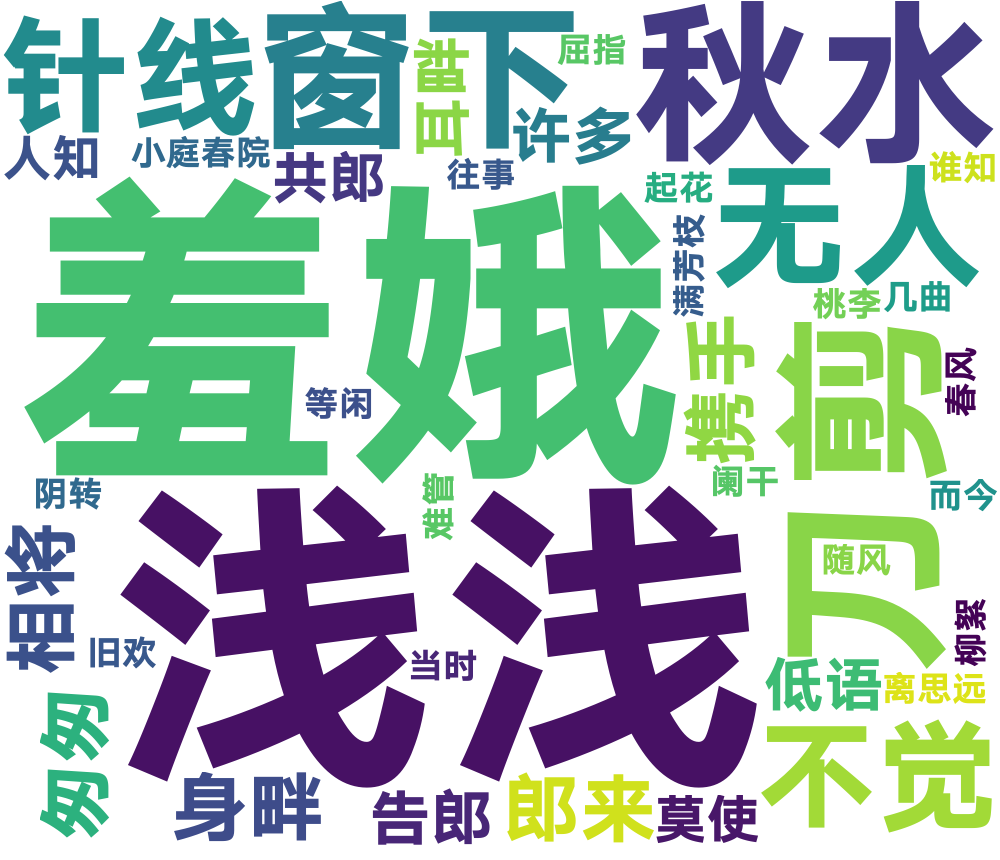 针线
窗下
秋水
耳畔
屈指
许多
人知
小庭春院
共郎
往事
谁知
起花
无人
羞娥
满芳枝
桃李
几曲
携手
剪刀
春风
等闲
阑干
阴转
难管
而今
浅浅
相将
随风
柳絮
旧欢
当时
低语
离思远
匆匆
不觉
身畔
告郎
郎来
莫使